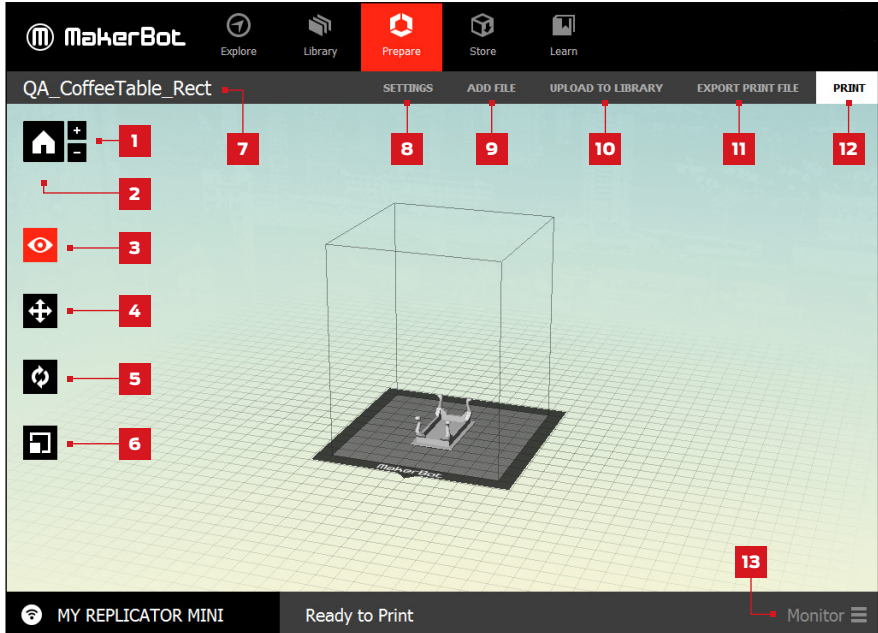 MakerBot
Explore
Library
Prepare
Store
Learn
QA_CoffeeTable_Rect
SETTINGS
ADD FILE
UPLOAD TO LIBRARY
EXPORT PRINT FILE
PRINT
+
-
1
7
8
9
10
11
12
2
3
4
5
6
MakerBot
13
MY REPLICATOR MINI
Ready to Print
Monitor